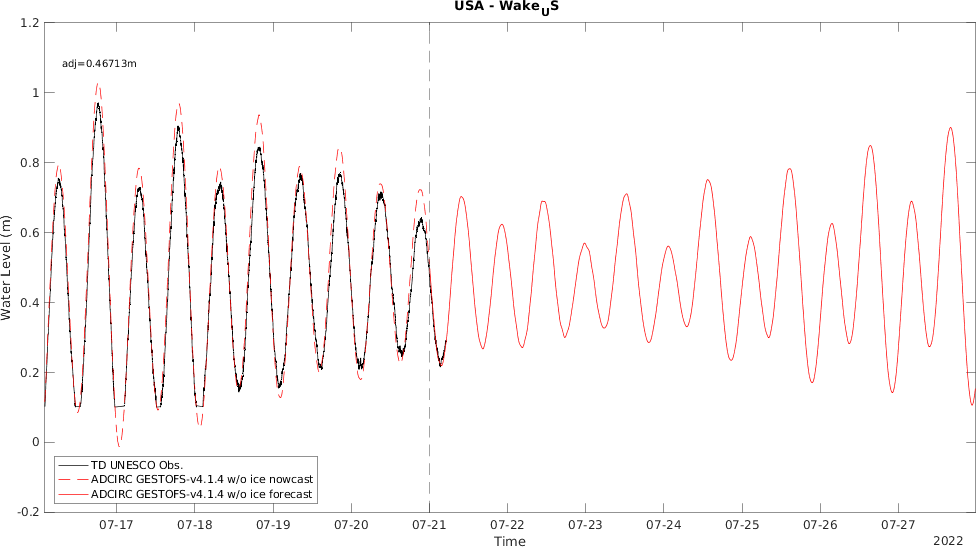 USA - Wake_US
adj=0.46713m
1.2
1
0.8
0.6
0.4
0.2
0
-0.2
Water Level (m)
TD UNESCO Obs.
ADCIRC GESTOFS-v4.1.4 w/o ice nowcast
ADCIRC GESTOFS-v4.1.4 w/o ice forecast
07-17 07-18 07-19 07-20 07-21 07-22 07-23 07-24 07-25 07-26 07-27
Time
2022